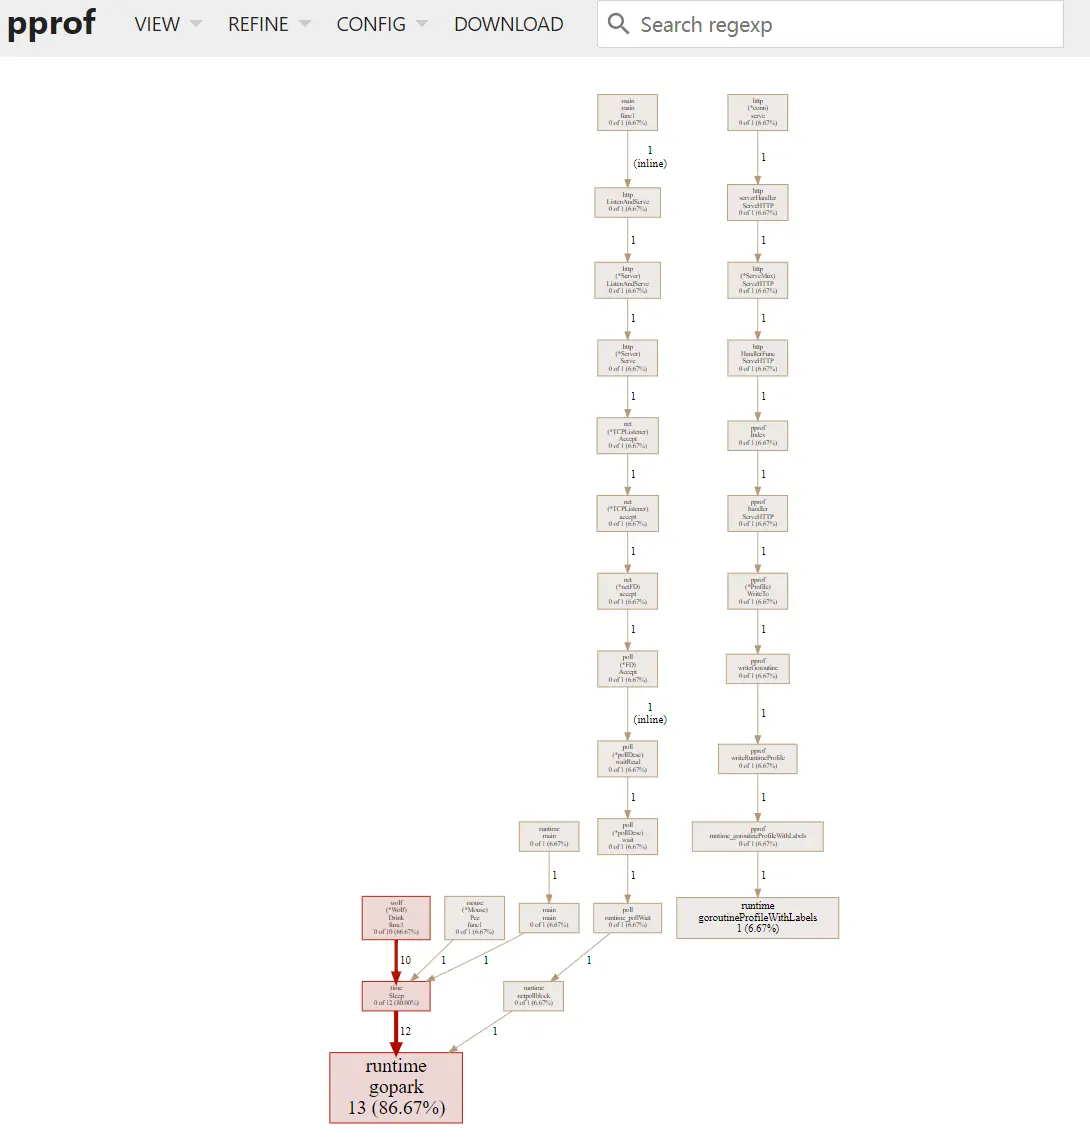 pprof
VIEW
REFINE
CONFIG
DOWNLOAD
Search regexp
main
main
func1
0 of 1 (6.67%)
1
(inline)
http
ListenAndServe
0 of 1 (6.67%)
1
http
(*Server)
ListenAndServe
0 of 1 (6.67%)
1
http
(*Server)
Serve
0 of 1 (6.67%)
1
net
(*TCPListener)
Accept
0 of 1 (6.67%)
1
net
(*TCPListener)
accept
0 of 1 (6.67%)
1
net
(*netFD)
accept
0 of 1 (6.67%)
1
poll
(*FD)
Accept
0 of 1 (6.67%)
1
(inline)
poll
(*pollDesc)
waitRead
0 of 1 (6.67%)
1
poll
(*pollDesc)
wait
0 of 1 (6.67%)
1
poll
runtime_pollWait
0 of 1 (6.67%)
1
runtime
netpollblock
0 of 1 (6.67%)
1
http
(*conn)
serve
0 of 1 (6.67%)
1
http
serverHandler
ServeHTTP
0 of 1 (6.67%)
1
http
(*ServeMux)
ServeHTTP
0 of 1 (6.67%)
1
http
HandlerFunc
ServeHTTP
0 of 1 (6.67%)
1
pprof
Index
0 of 1 (6.67%)
1
pprof
handler
ServeHTTP
0 of 1 (6.67%)
1
pprof
(*Profile)
WriteTo
0 of 1 (6.67%)
1
pprof
writeGoroutine
0 of 1 (6.67%)
1
pprof
writeRuntimeProfile
0 of 1 (6.67%)
1
pprof
runtime_goroutineProfileWithLabels
0 of 1 (6.67%)
1
runtime
goroutineProfileWithLabels
1 (6.67%)
runtime
main
0 of 1 (6.67%)
1
main
main
0 of 1 (6.67%)
1
wolf
(*Wolf)
Drink
func1
0 of 10 (66.67%)
10
mouse
(*Mouse)
Pee
func1
0 of 1 (6.67%)
1
time
Sleep
0 of 12 (80.00%)
12
runtime
gopark
13 (86.67%)